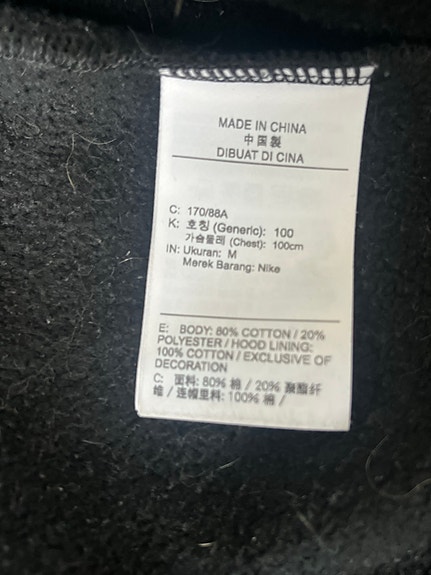 MADE IN CHINA
中国製
DIBUAT DI CINA
C: 170/88A
K: 호칭 (Generic): 100
가슴둘레 (Chest): 100cm
IN: Ukuran: M
Merek Barang: Nike
E: BODY: 80% COTTON / 20%
POLYESTER / HOOD LINING:
100% COTTON / EXCLUSIVE OF
DECORATION
C: 面料: 80% 棉 / 20% 聚酯纤
维 / 连帽里料: 100% 棉 /